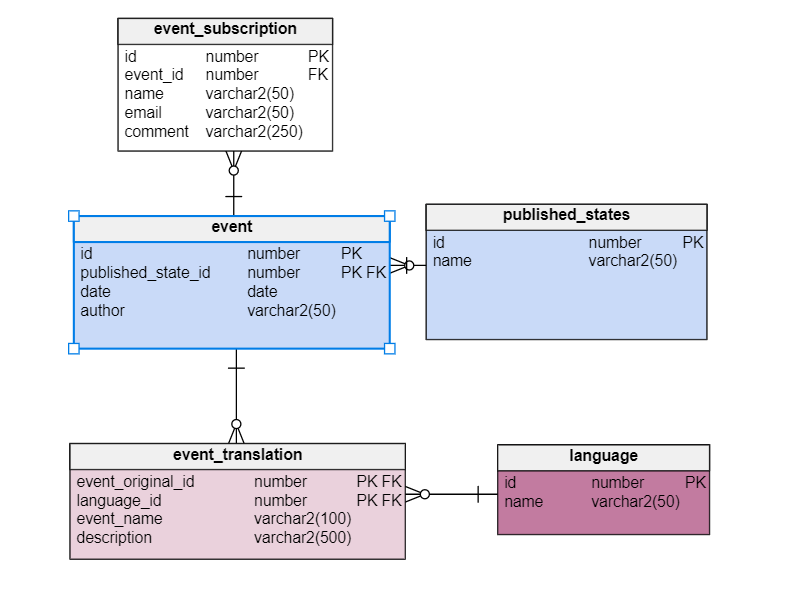 event_subscription
id number PK
event_id number FK
name varchar2(50)
email varchar2(50)
comment varchar2(250)
event
id number PK
published_state_id number PK FK
date date
author varchar2(50)
published_states
id number PK
name varchar2(50)
event_translation
event_original_id number PK FK
language_id number PK FK
event_name varchar2(100)
description varchar2(500)
language
id number PK
name varchar2(50)